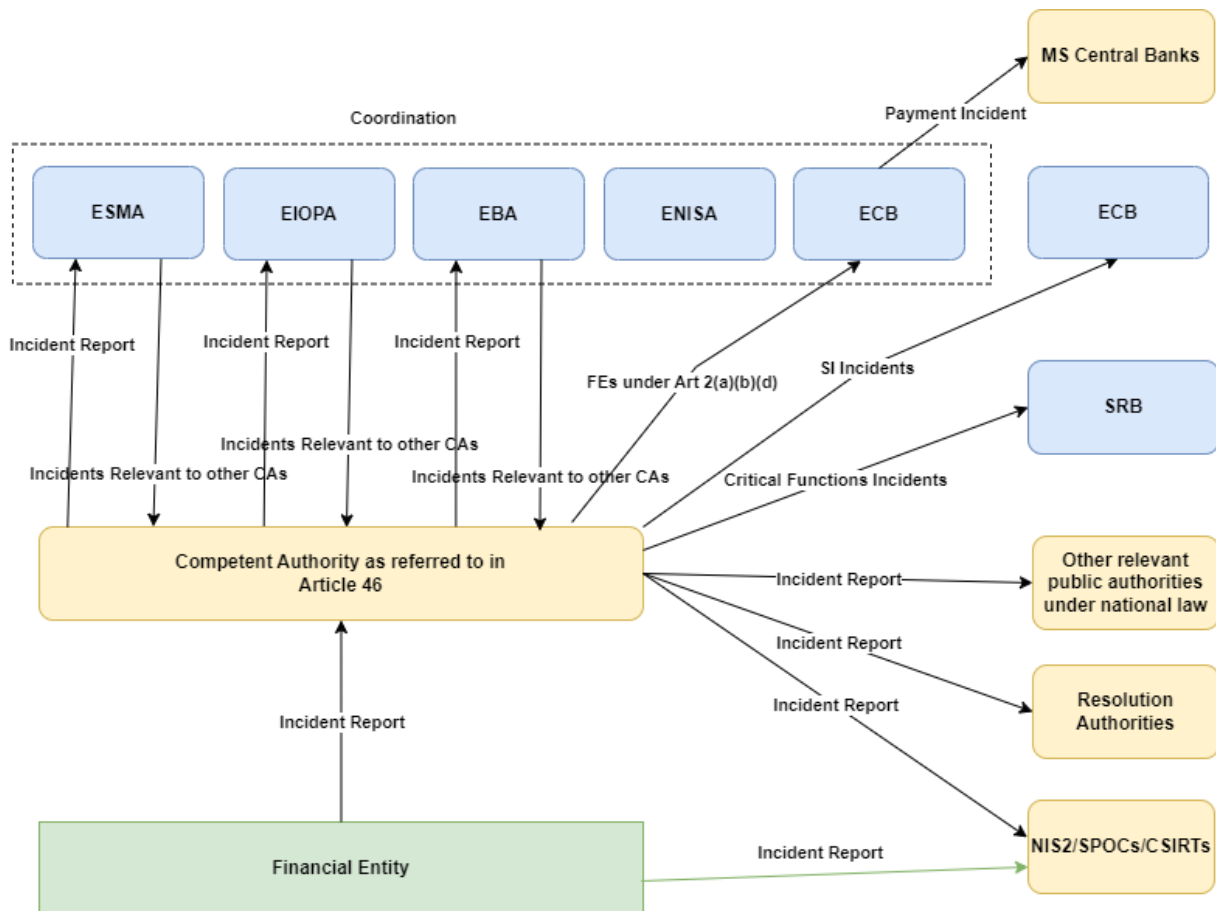 MS Central Banks
Payment Incident
Coordination
ESMA
EIOPA
EBA
ENISA
ECB
ECB
Incident Report
Incident Report
Incident Report
FEs under Art 2(a)(b)(d)
SI Incidents
SRB
Incidents Relevant to other CAs
Incidents Relevant to other CAs
Incidents Relevant to other CAs
Critical Functions Incidents
Competent Authority as referred to in
Article 46
Incident Report
Other relevant
public authorities
under national law
Incident Report
Incident Report
Resolution
Authorities
Incident Report
Financial Entity
Incident Report
NIS2/SPOCs/CSIRTs